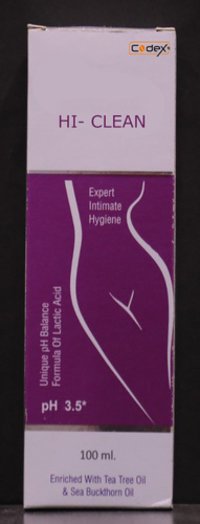 Codex
HI- CLEAN
Expert
Intimate
Hygiene
Unique pH Balance
Formula Of Lactic Acid
pH 3.5*
100 ml.
Enriched With Tea Tree Oil
& Sea Buckthorn Oil